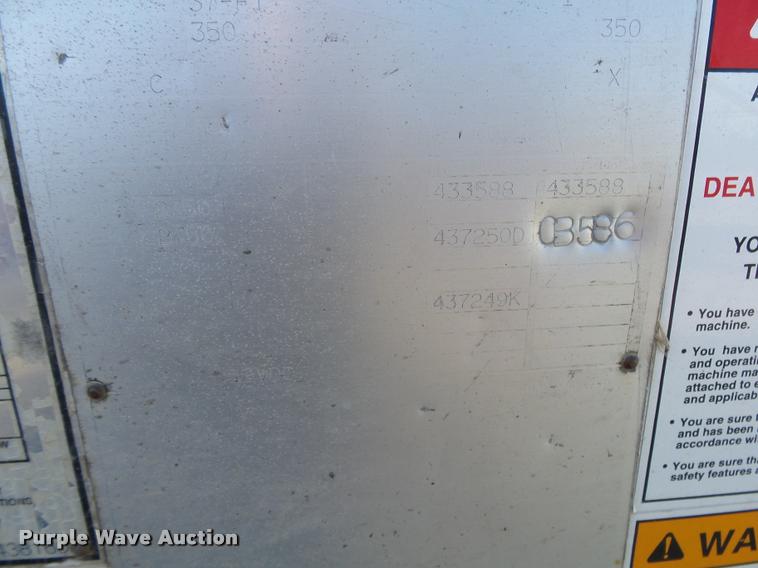 350 350
C X
433588 433588
437250D 03586
437249K
DEA
YO
T
• You have
machine.
• You have
and operati
machine ma
attached to e
and applicab
• You are sure
and has been
accordance wi
• You are sure th
safety features a
WA
TIONS
Purple Wave Auction